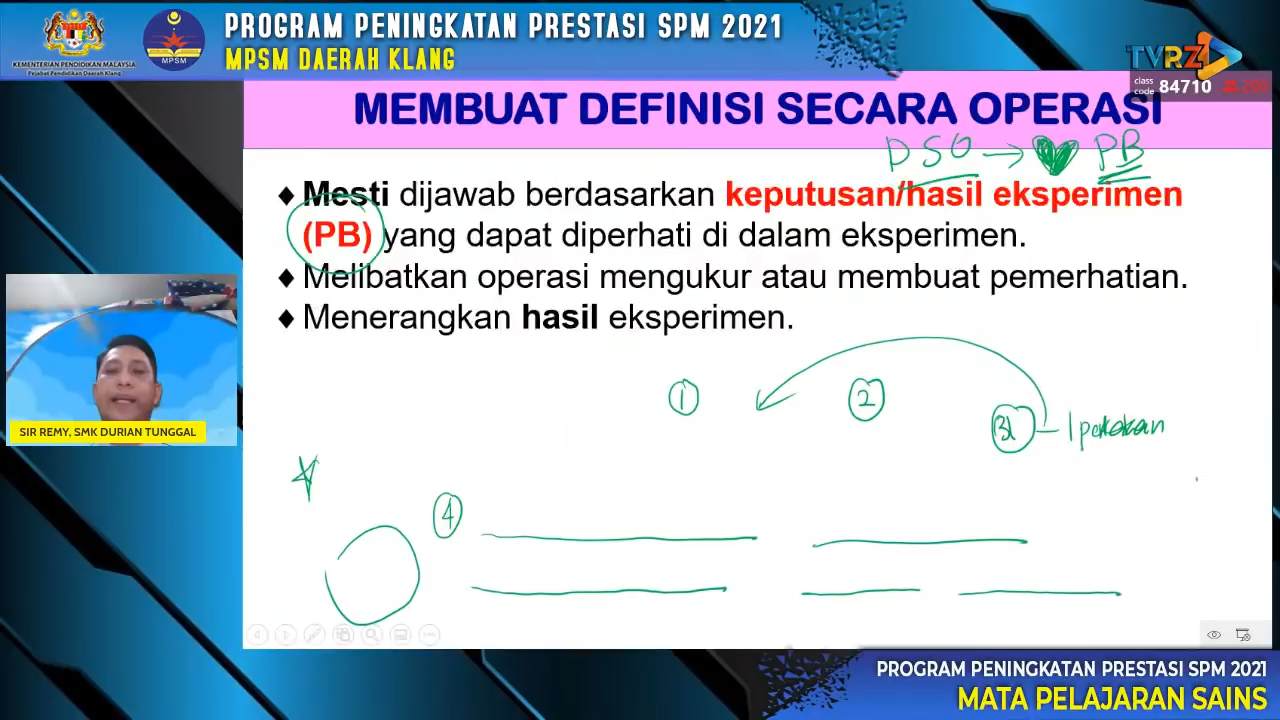 PROGRAM PENINGKATAN PRESTASI SPM 2021
MPSM DAERAH KLANG
KEMENTERIAN PENDIDIKAN MALAYSIA
Pejabat Pendidikan Daerah Klang
MPSM
TVRZ
class code 84710 200
MEMBUAT DEFINISI SECARA OPERASI
DSO → PB
♦ Mesti dijawab berdasarkan keputusan/hasil eksperimen
(PB) yang dapat diperhati di dalam eksperimen.
♦ Melibatkan operasi mengukur atau membuat pemerhatian.
♦ Menerangkan hasil eksperimen.
1 2
3 – 1
4
SIR REMY, SMK DURIAN TUNGGAL
PROGRAM PENINGKATAN PRESTASI SPM 2021
MATA PELAJARAN SAINS